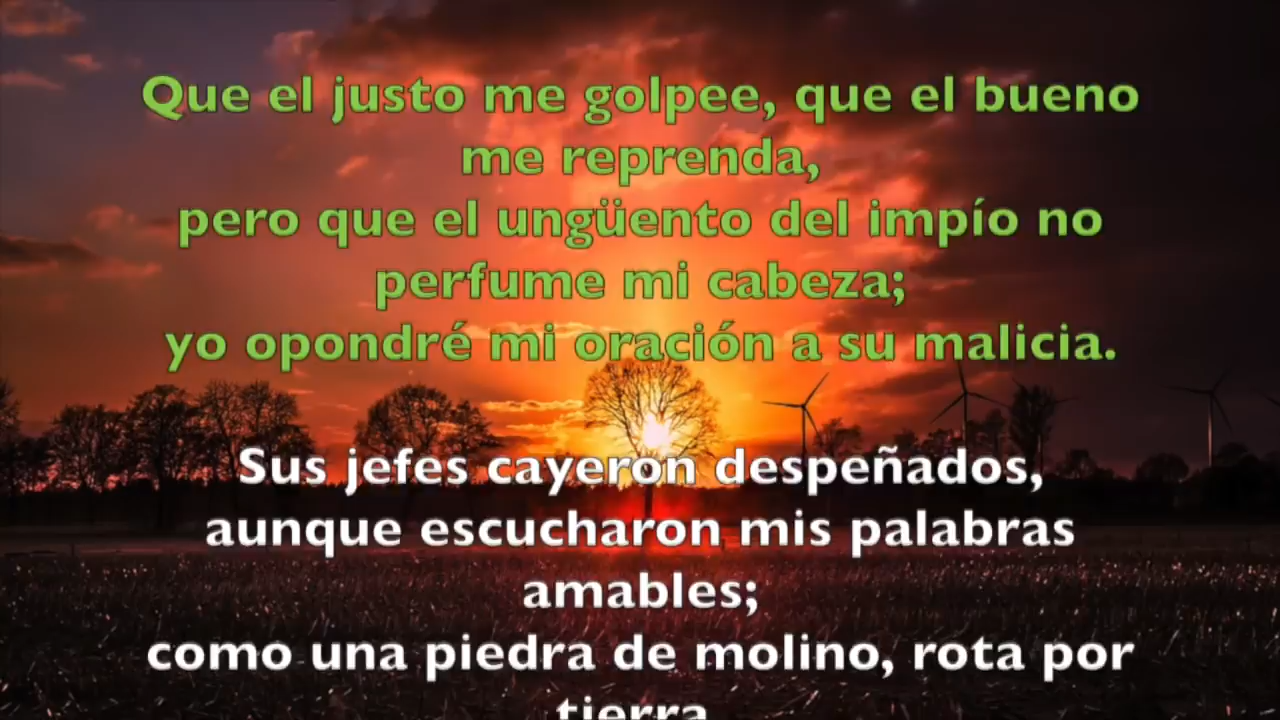 Que el justo me golpee, que el bueno
me reprenda,
pero que el ungüento del impío no
perfume mi cabeza;
yo opondré mi oración a su malicia.
Sus jefes cayeron despeñados,
aunque escucharon mis palabras
amables;
como una piedra de molino, rota por
tierra